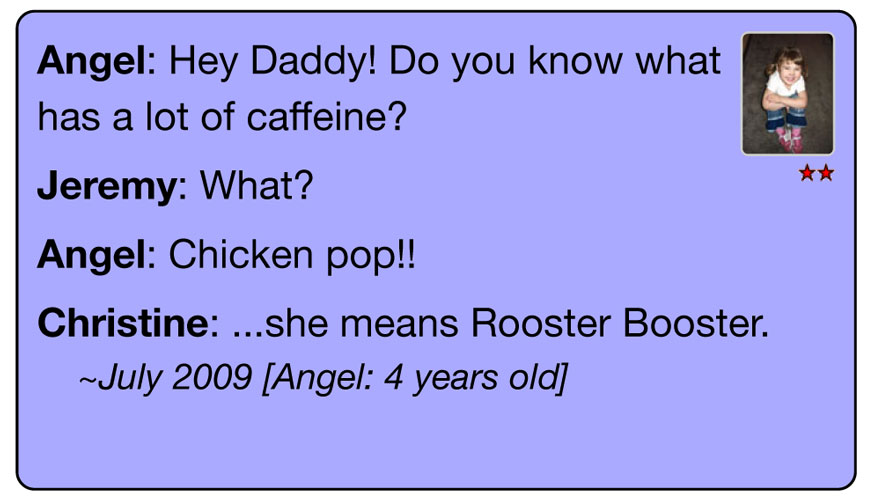 Angel: Hey Daddy! Do you know what
has a lot of caffeine?
Jeremy: What?
Angel: Chicken pop!!
Christine: ...she means Rooster Booster.
~July 2009 [Angel: 4 years old]